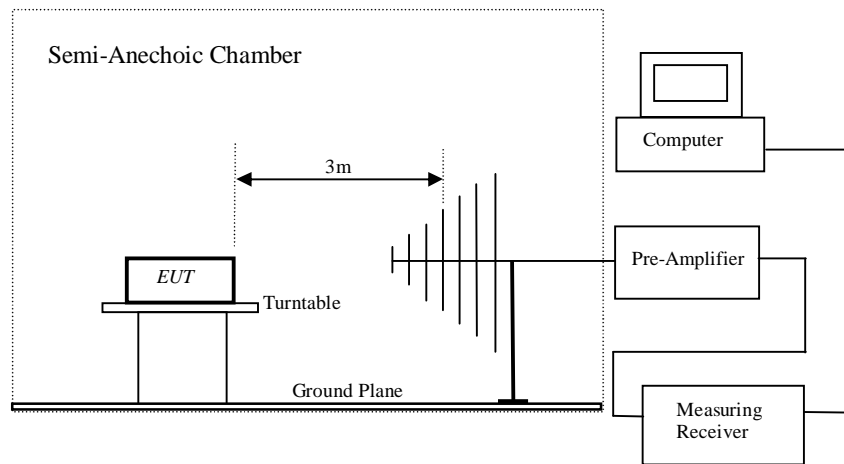 Semi-Anechoic Chamber
Computer
3m
Pre-Amplifier
EUT
Turntable
Ground Plane
Measuring
Receiver